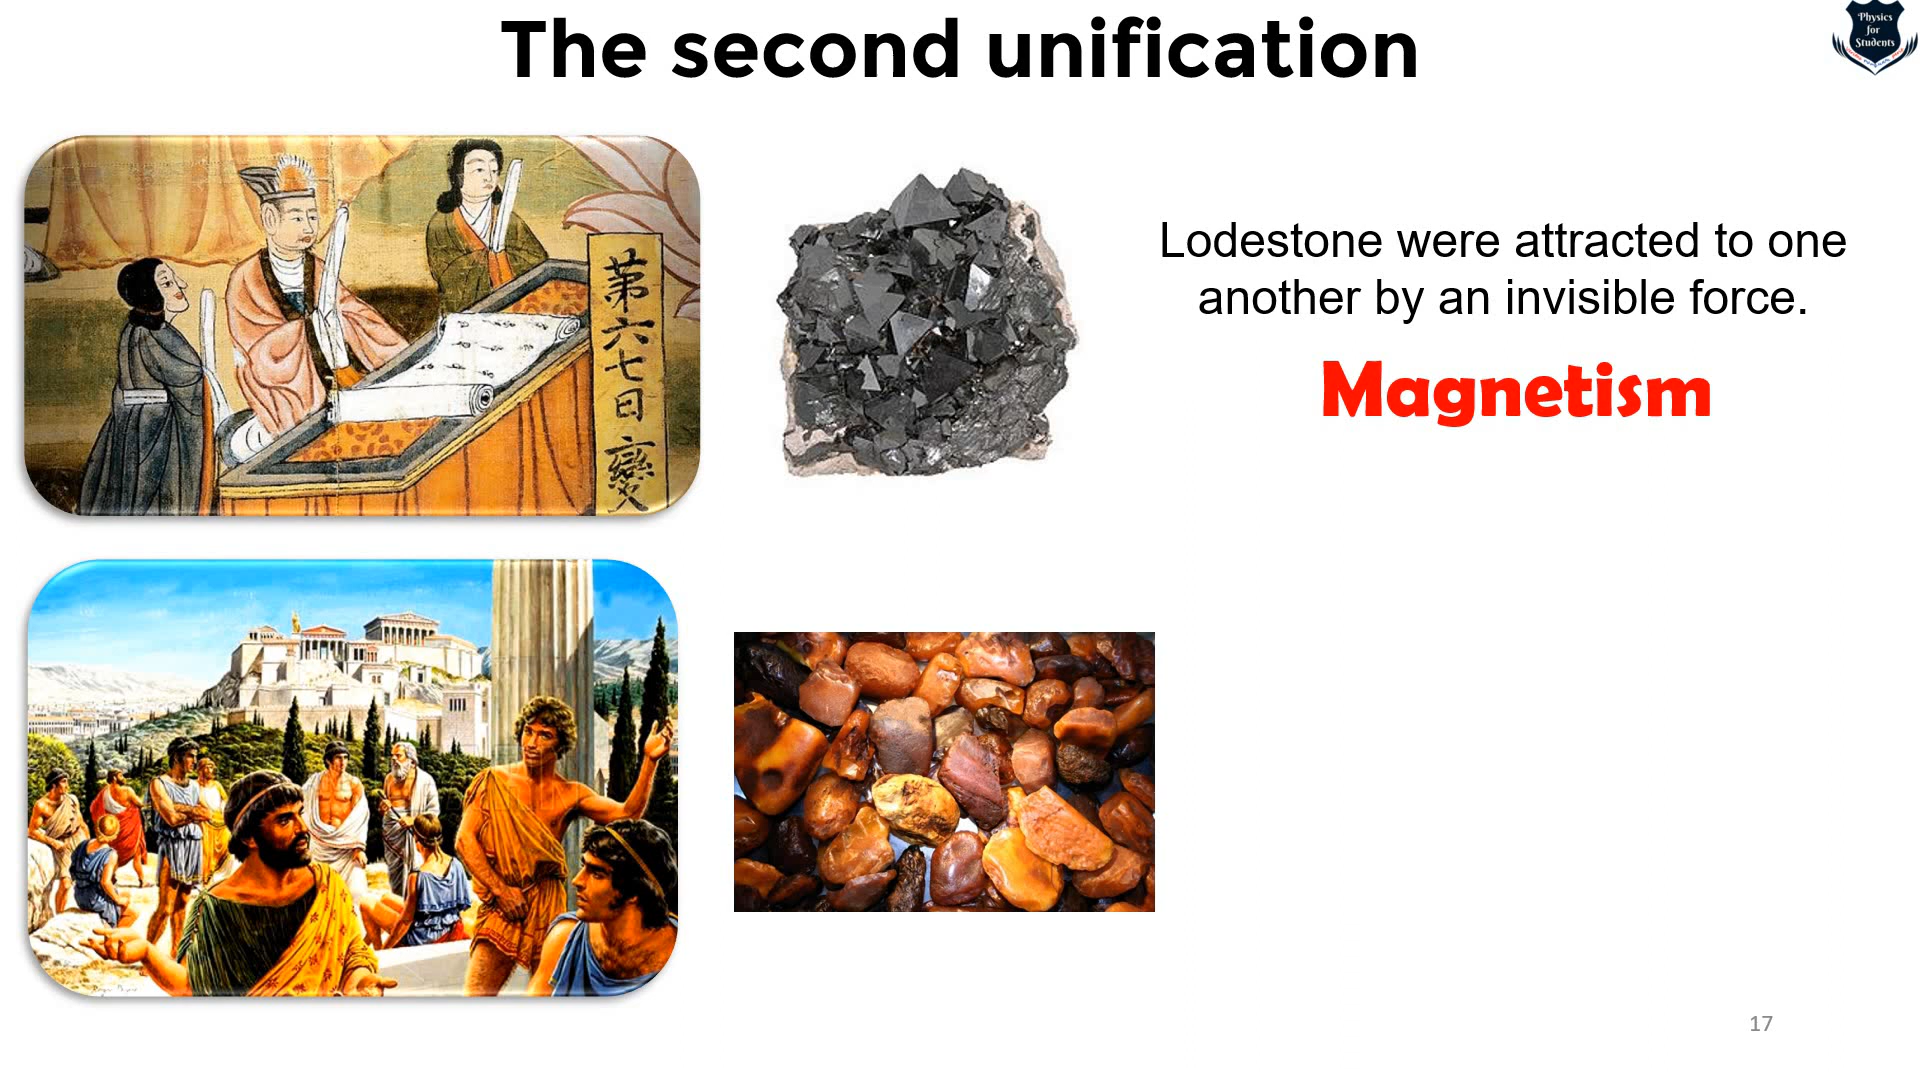 The second unification
Physics
for
Students
第六七日變
Lodestone were attracted to one
another by an invisible force.
Magnetism
17